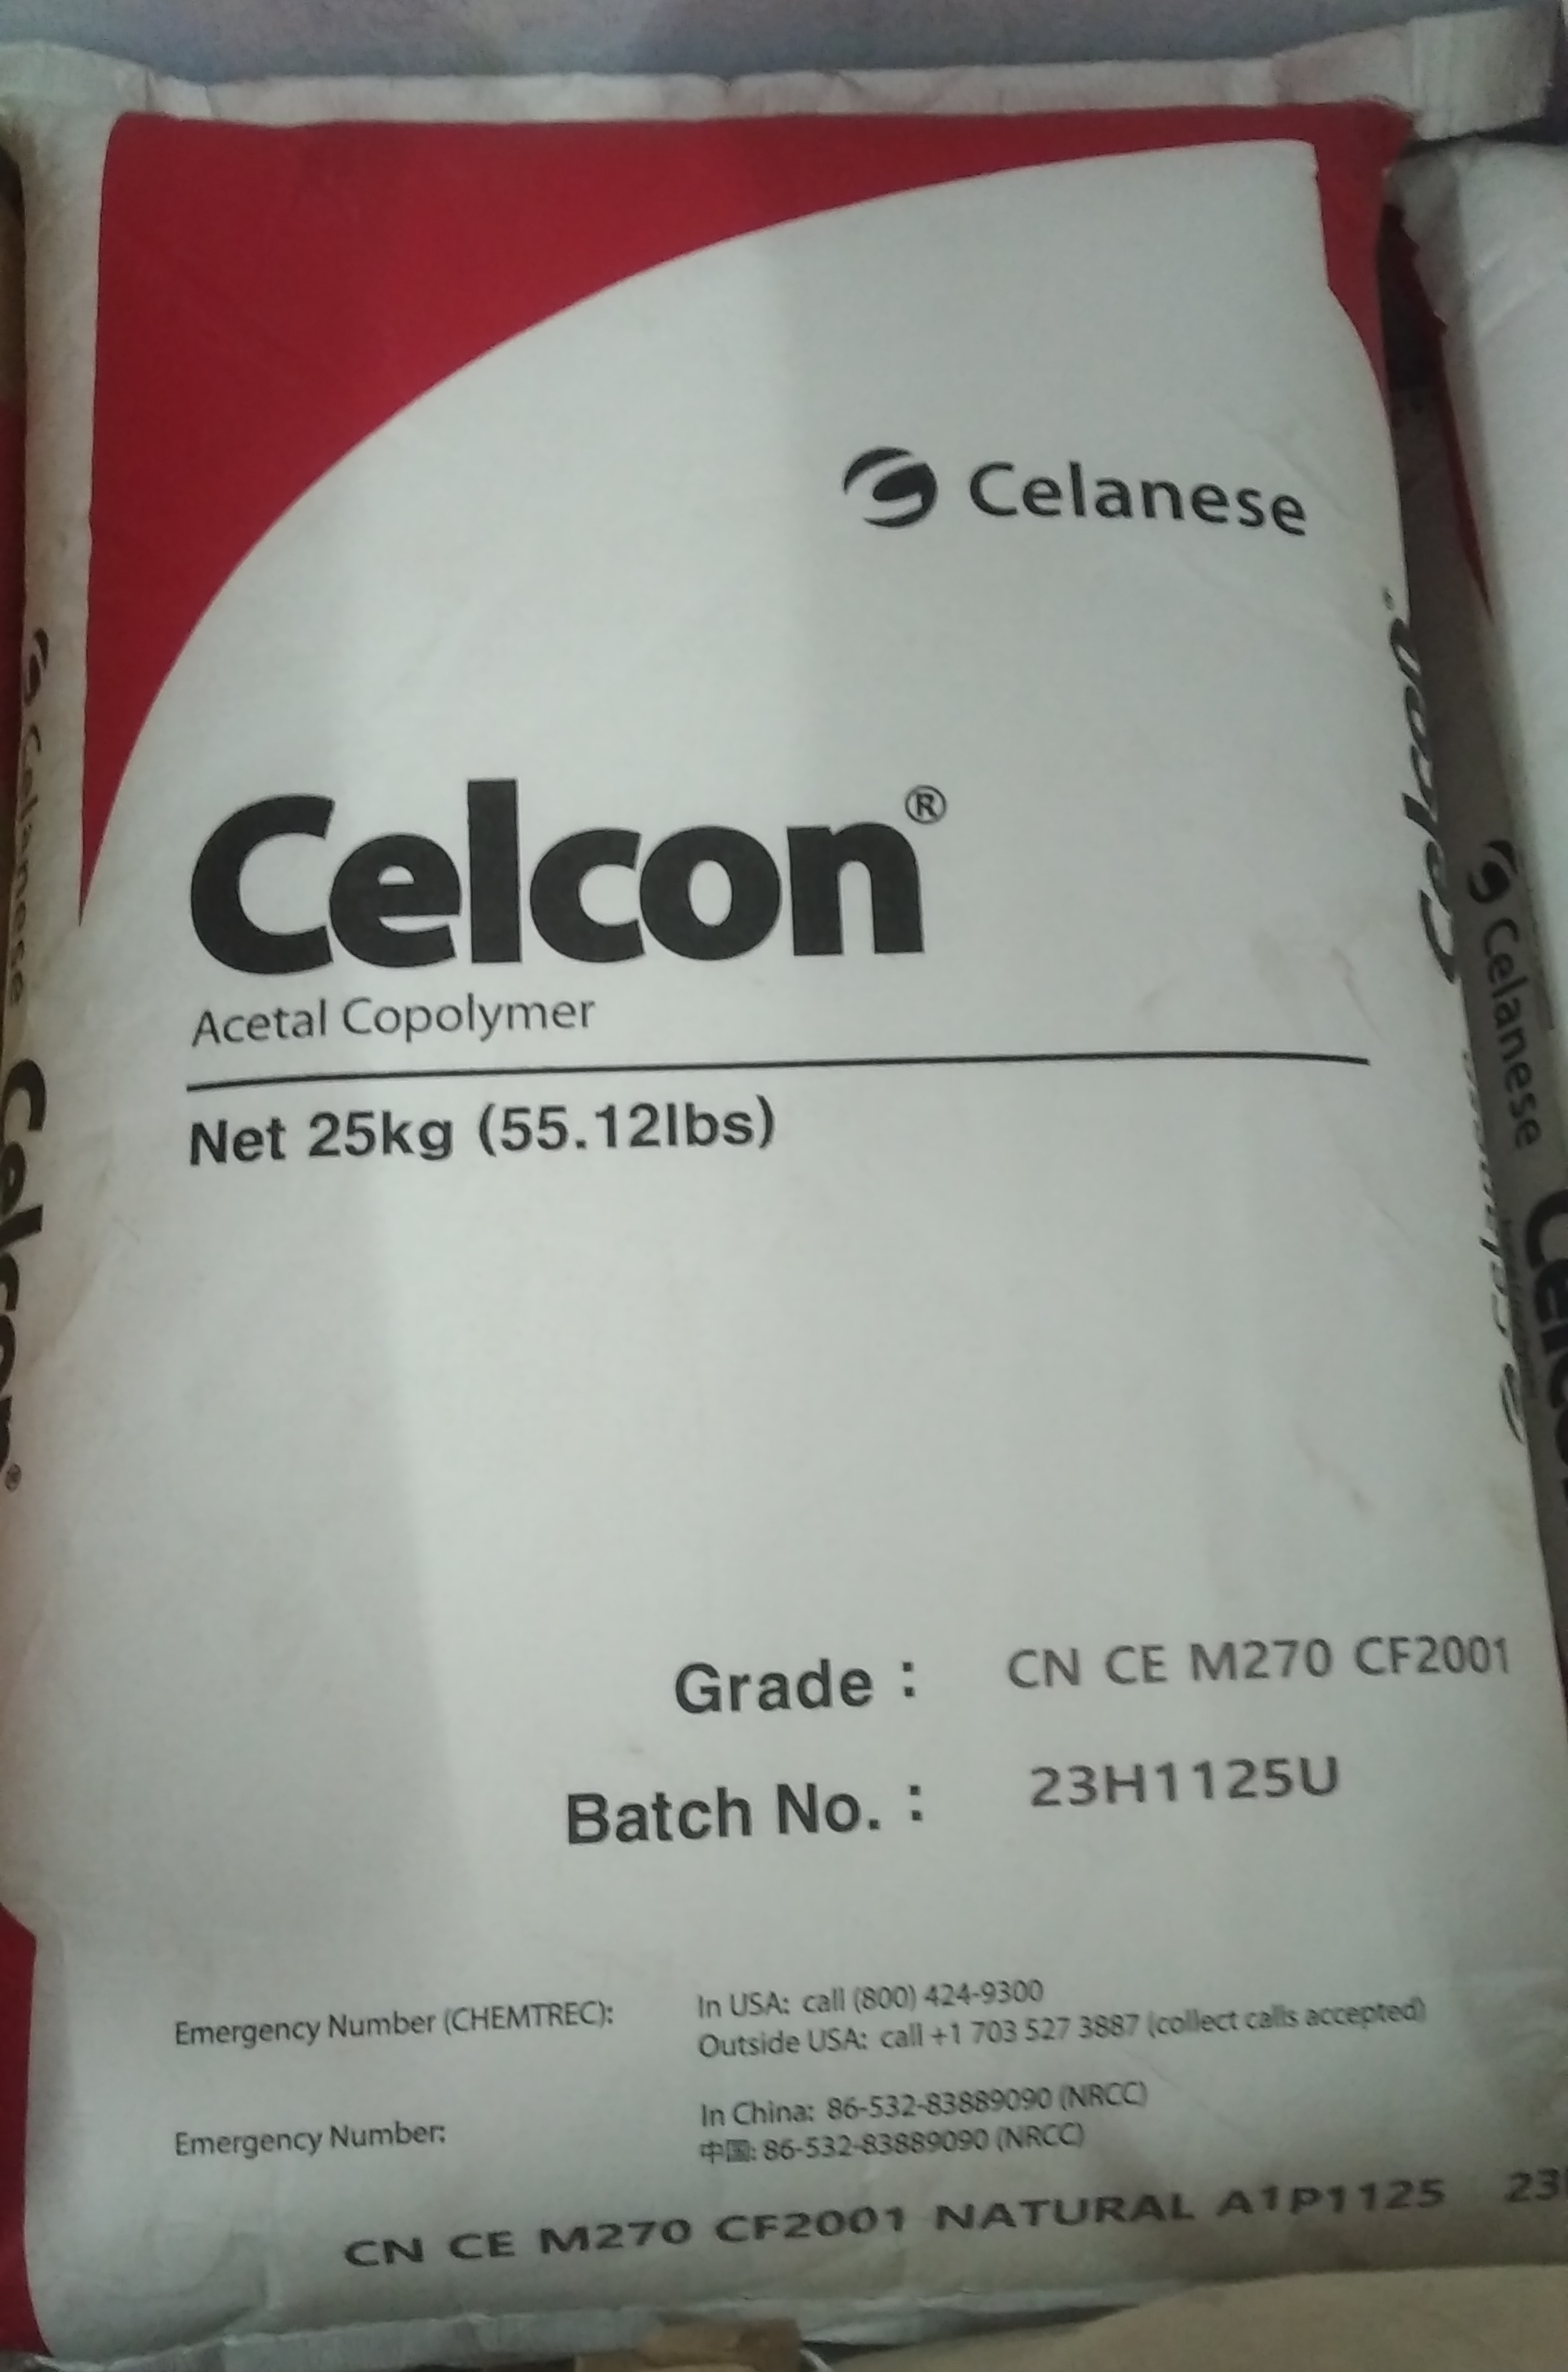 Celanese
Celcon®
Acetal Copolymer
Net 25kg (55.12lbs)
Grade : CN CE M270 CF2001
Batch No. : 23H1125U
Emergency Number (CHEMTREC): In USA: call (800) 424-9300
Outside USA: call +1 703 527 3887 (collect calls accepted)
Emergency Number: In China: 86-532-83889090 (NRCC)
中国: 86-532-83889090 (NRCC)
CN CE M270 CF2001 NATURAL A1P1125 23
Celanese Celcon®
Celcon
Celanese
Celanese